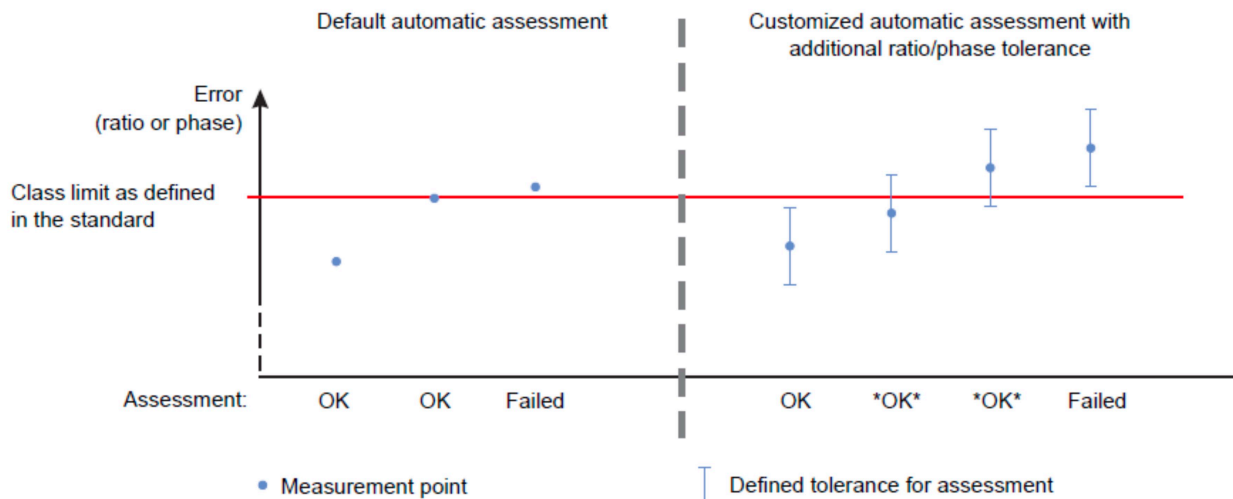 Default automatic assessment
Customized automatic assessment with
additional ratio/phase tolerance
Error
(ratio or phase)
Class limit as defined
in the standard
Assessment: OK OK Failed OK *OK* *OK* Failed
Measurement point
Defined tolerance for assessment